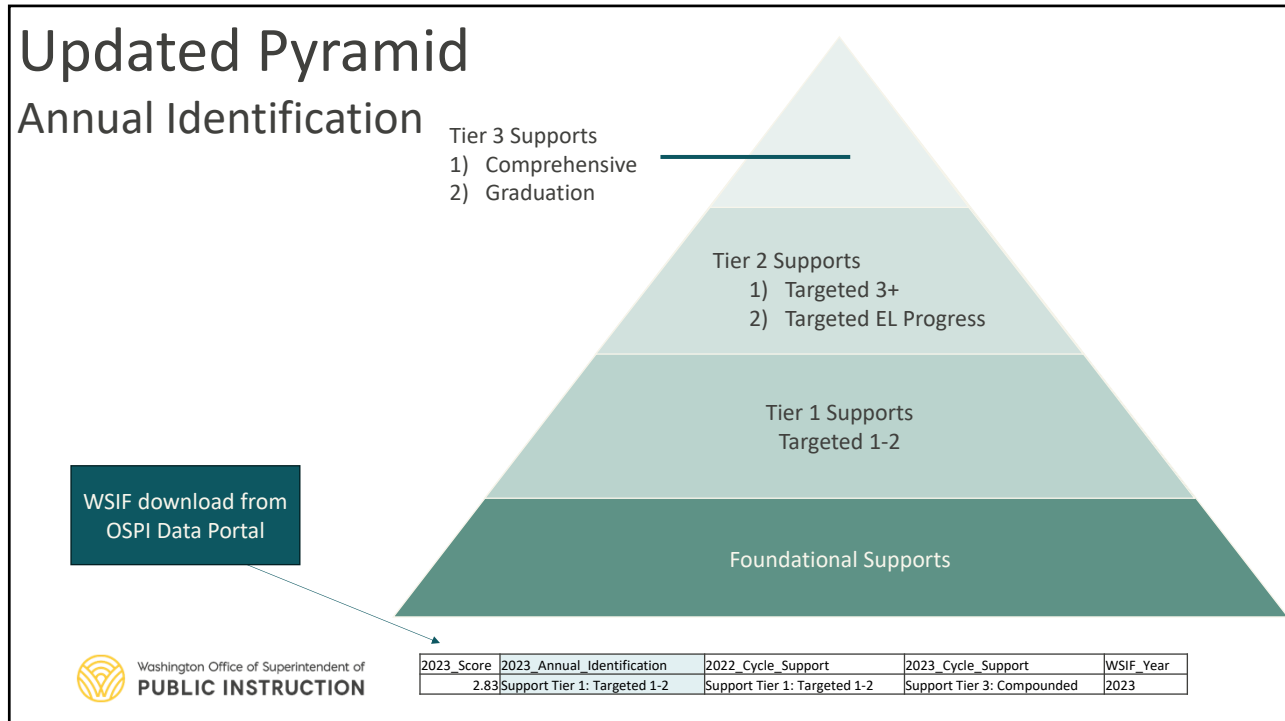 Updated Pyramid
Annual Identification
Tier 3 Supports
1) Comprehensive
2) Graduation
Tier 2 Supports
1) Targeted 3+
2) Targeted EL Progress
Tier 1 Supports
Targeted 1-2
WSIF download from
OSPI Data Portal
Foundational Supports
Washington Office of Superintendent of
PUBLIC INSTRUCTION
2023_Score 2023_Annual_Identification 2022_Cycle_Support 2023_Cycle_Support WSIF_Year
2.83 Support Tier 1: Targeted 1-2 Support Tier 1: Targeted 1-2 Support Tier 3: Compounded 2023